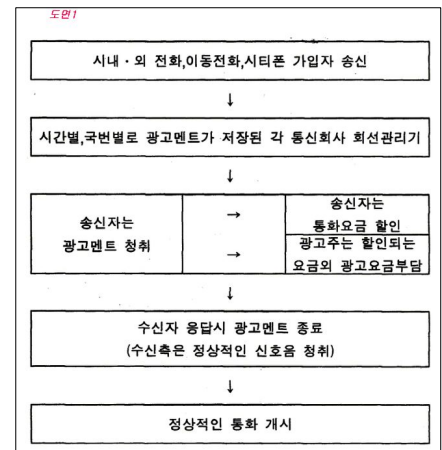 도면1
시내·외 전화,이동전화,시티폰 가입자 송신
↓
시간별,국번별로 광고멘트가 저장된 각 통신회사 회선관리기
↓
송신자는
광고멘트 청취
→
송신자는
통화요금 할인
→
광고주는 할인되는
요금외 광고요금부담
↓
수신자 응답시 광고멘트 종료
(수신측은 정상적인 신호음 청취)
↓
정상적인 통화 개시